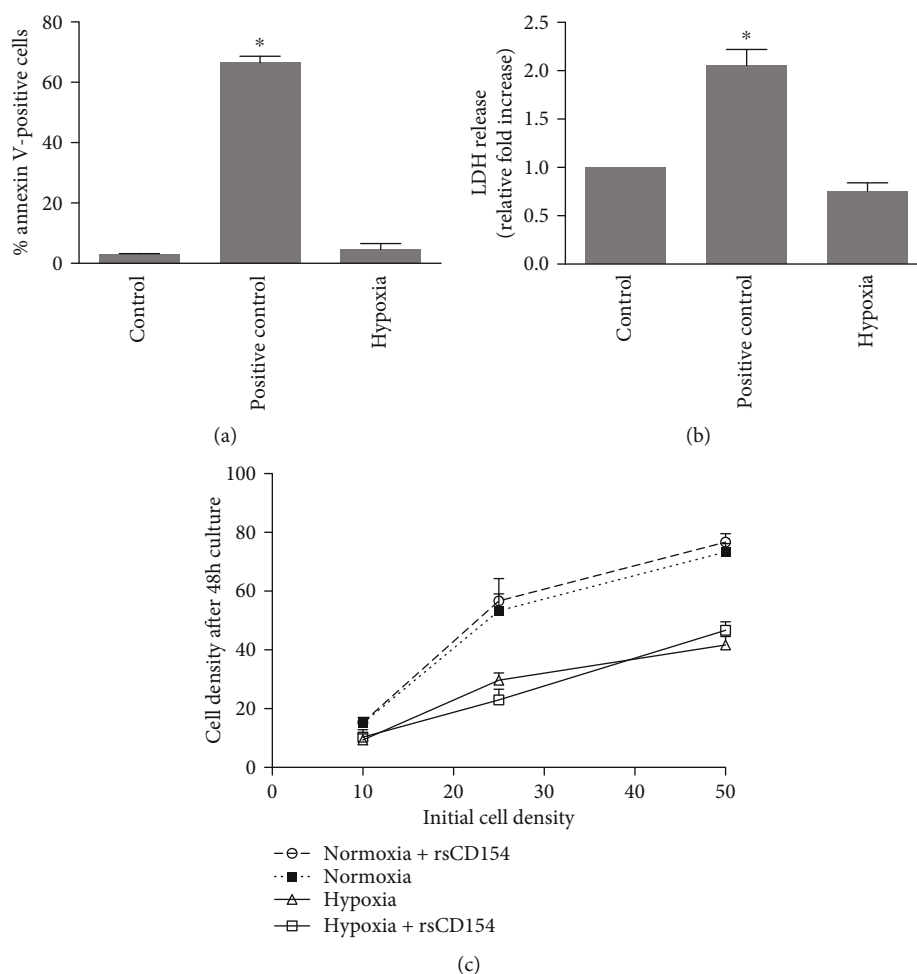 80
60
40
20
0
% annexin V-positive cells
*
Control
Positive control
Hypoxia
(a)
2.5
2.0
1.5
1.0
0.5
0.0
LDH release
(relative fold increase)
*
Control
Positive control
Hypoxia
(b)
100
80
60
40
20
0
Cell density after 48h culture
0 10 20 30 40 50
Initial cell density
Normoxia + rsCD154
Normoxia
Hypoxia
Hypoxia + rsCD154
(c)